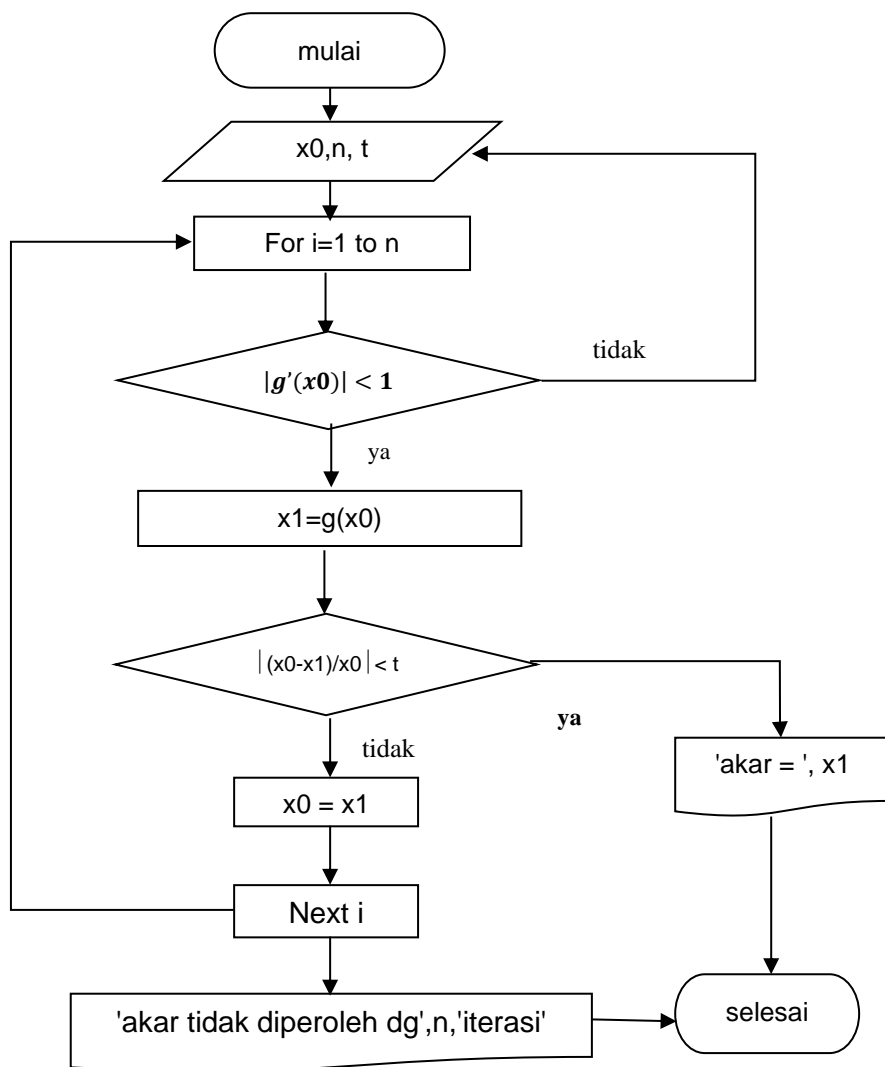 mulai
x0,n, t
For i=1 to n
|g'(x0)| < 1
tidak
ya
x1=g(x0)
|(x0-x1)/x0|< t
ya
tidak
'akar = ', x1
x0 = x1
Next i
'akar tidak diperoleh dg',n,'iterasi'
selesai